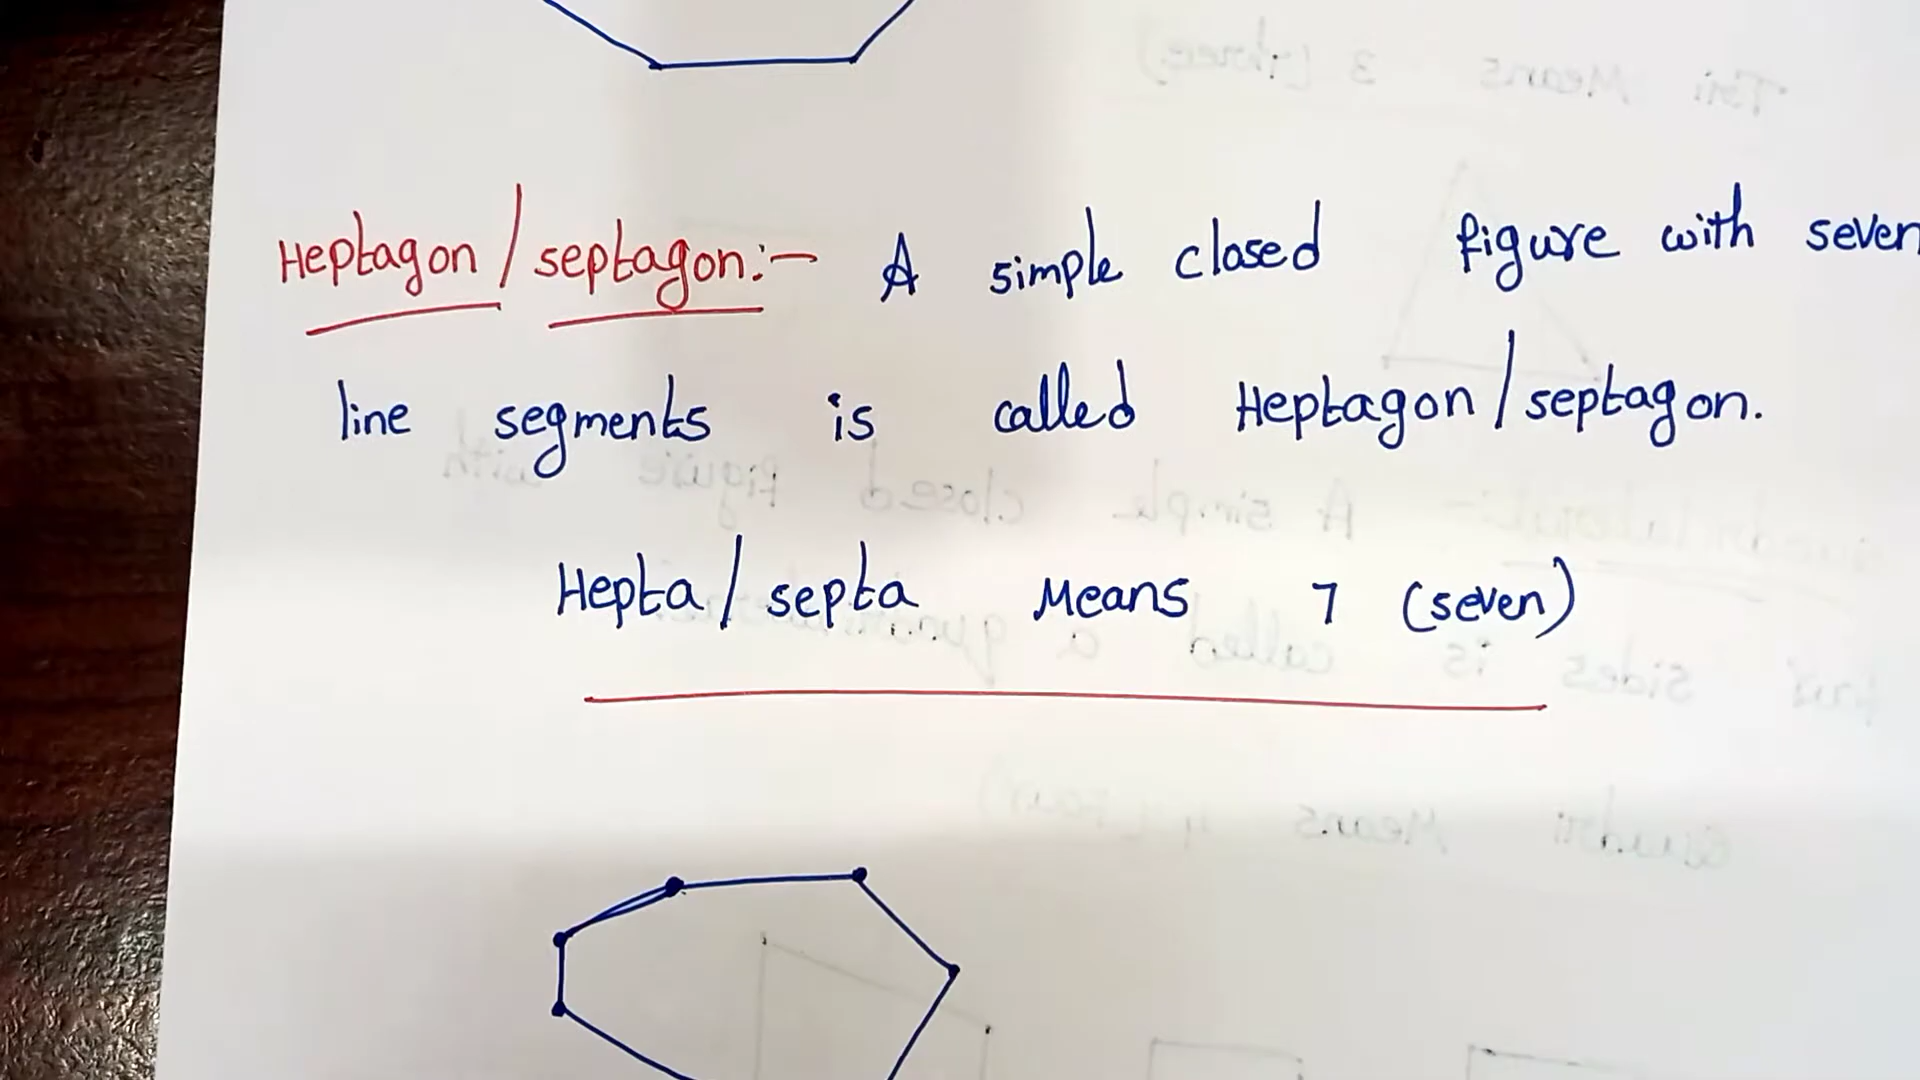 Heptagon / septagon:- A simple closed figure with seven
line segments is called Heptagon / septagon.
Hepta / septa Means 7 (seven)